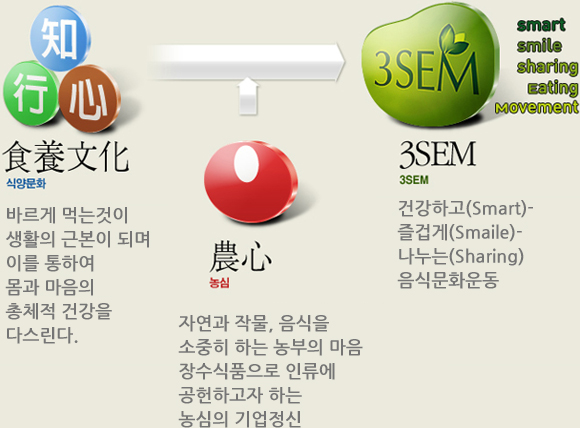 知
行
心
食養文化
식양문화
바르게 먹는것이
생활의 근본이 되며
이를 통하여
몸과 마음의
총체적 건강을
다스린다.
農心
농심
자연과 작물, 음식을
소중히 하는 농부의 마음
장수식품으로 인류에
공헌하고자 하는
농심의 기업정신
3SEM
smart
smile
sharing
Eating
Movement
3SEM
3SEM
건강하고(Smart)-
즐겁게(Smaile)-
나누는(Sharing)
음식문화운동